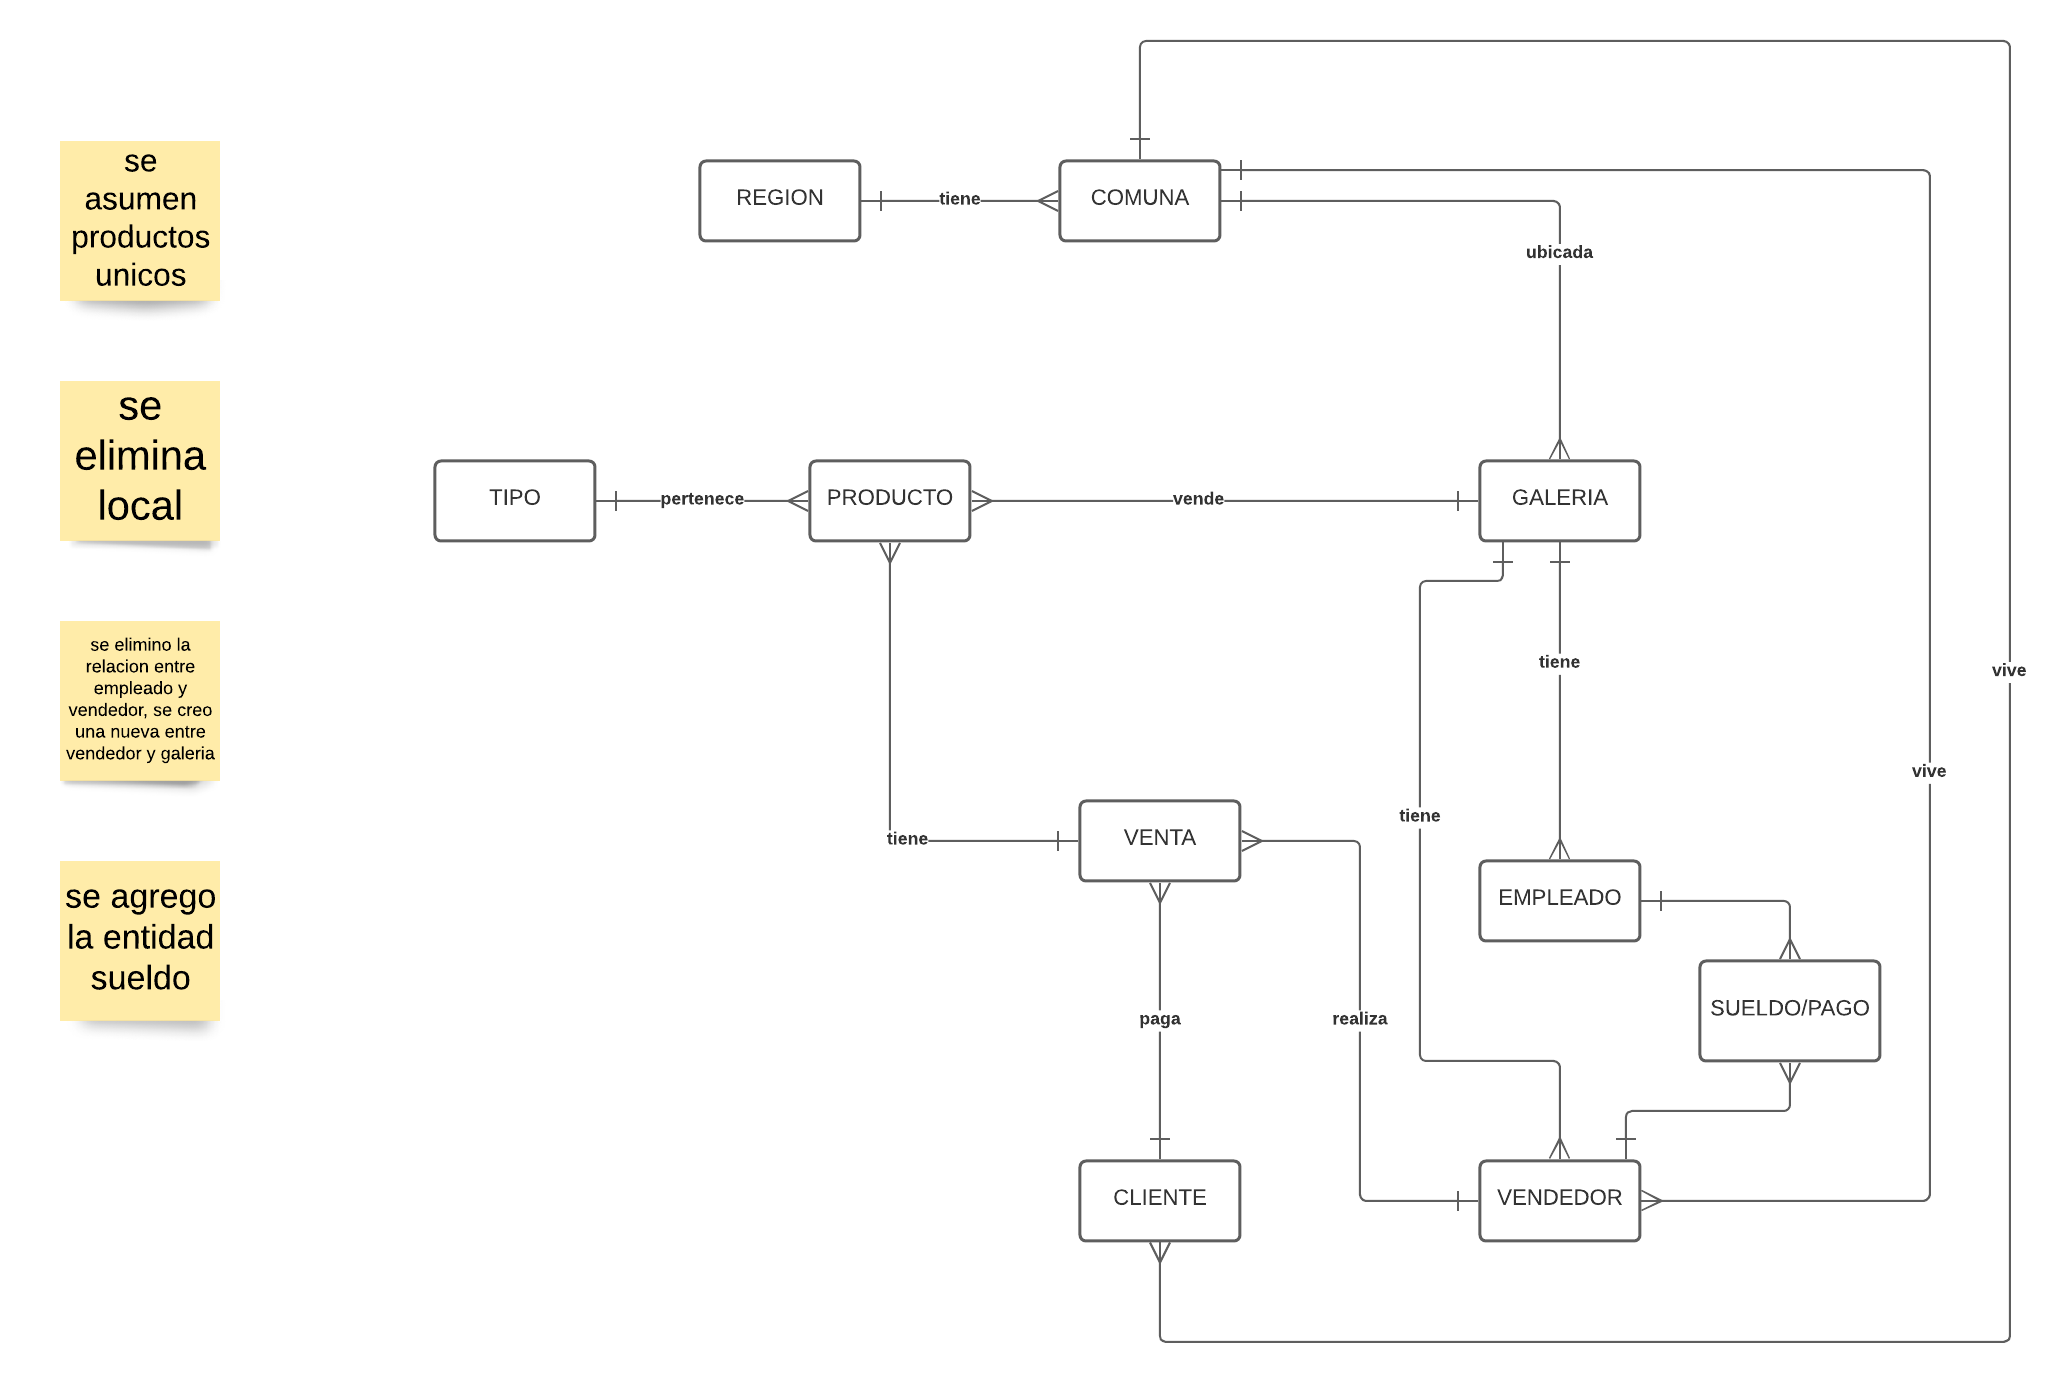 se
asumen
productos
unicos
se
elimina
local
se elimino la
relacion entre
empleado y
vendedor, se creo
una nueva entre
vendedor y galeria
se agrego
la entidad
sueldo
REGION
tiene
COMUNA
ubicada
TIPO
pertenece
PRODUCTO
vende
GALERIA
tiene
vive
vive
tiene
tiene
VENTA
EMPLEADO
paga
realiza
SUELDO/PAGO
CLIENTE
VENDEDOR